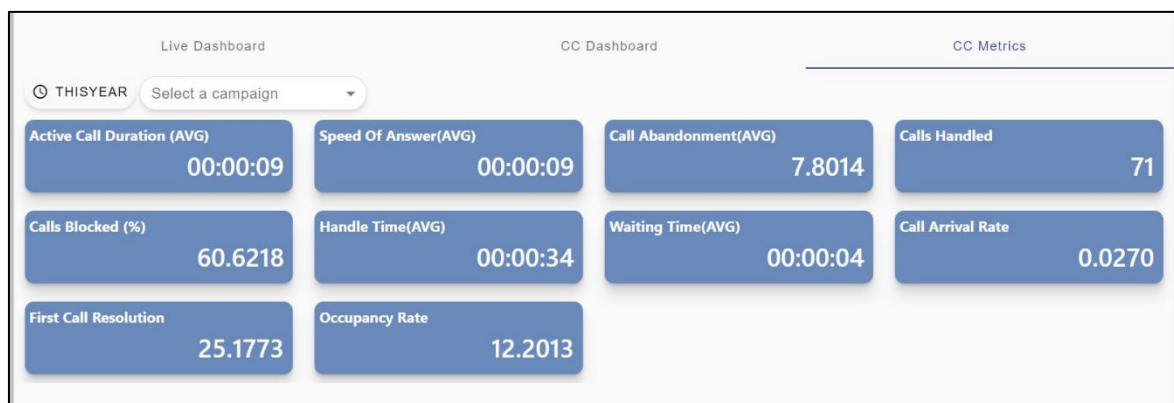 Live Dashboard
CC Dashboard
CC Metrics
THISYEAR
Select a campaign
Active Call Duration (AVG)
00:00:09
Speed Of Answer(AVG)
00:00:09
Call Abandonment(AVG)
7.8014
Calls Handled
71
Calls Blocked (%)
60.6218
Handle Time(AVG)
00:00:34
Waiting Time(AVG)
00:00:04
Call Arrival Rate
0.0270
First Call Resolution
25.1773
Occupancy Rate
12.2013